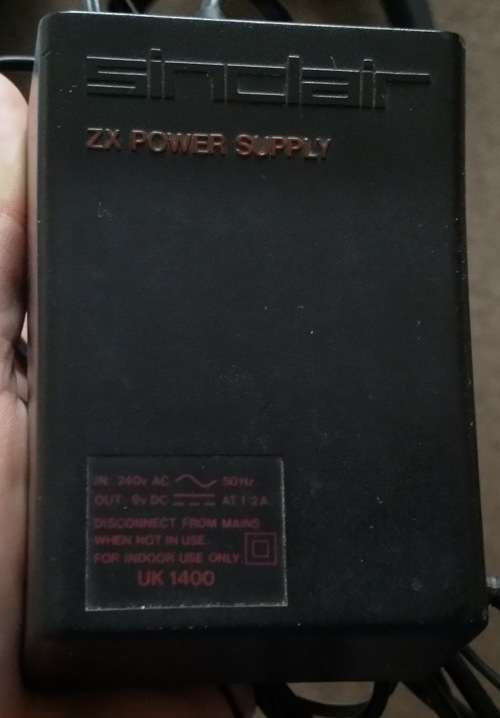 sinclair
ZX POWER SUPPLY
IN: 240v AC 50Hz
OUT: 9v DC AT 1·2A
DISCONNECT FROM MAINS
WHEN NOT IN USE.
FOR INDOOR USE ONLY.
UK 1400